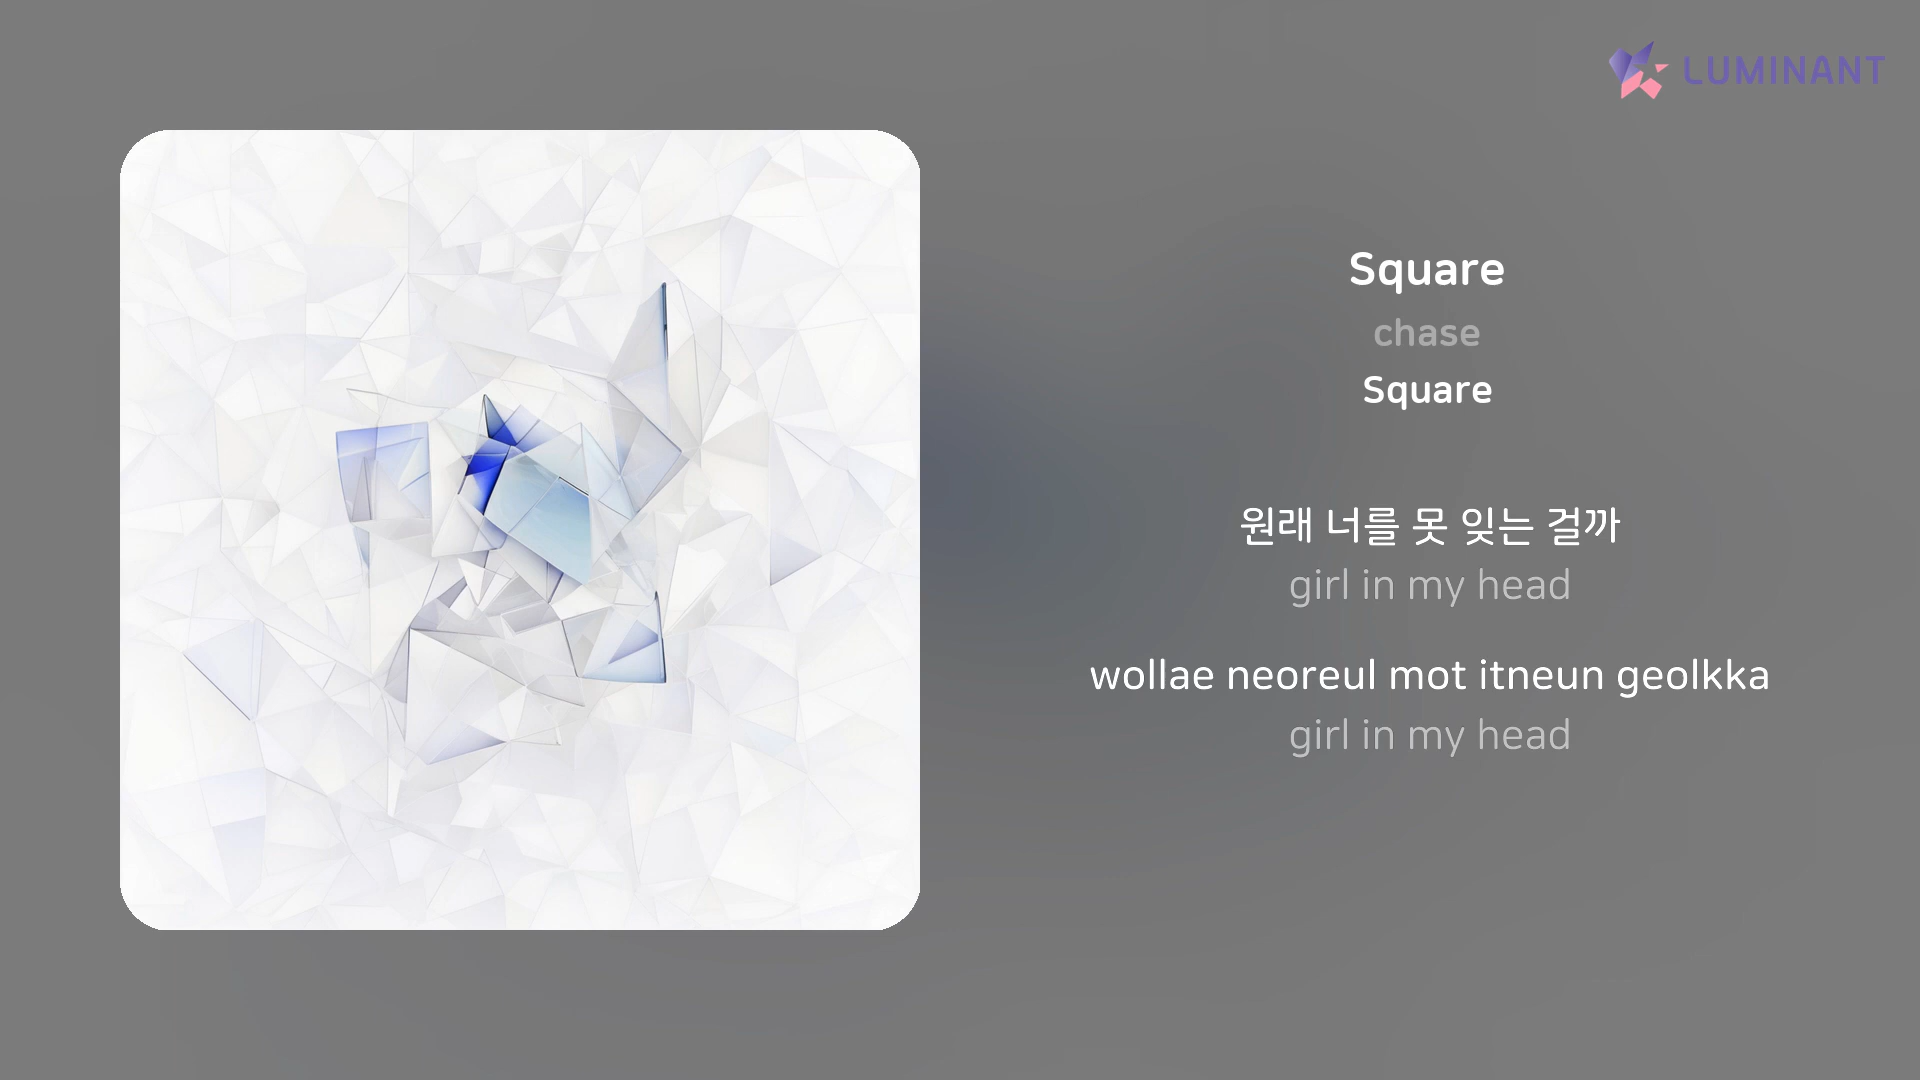 LUMINANT
Square
chase
Square
원래 너를 못 잊는 걸까
girl in my head
wollae neoreul mot itneun geolkka
girl in my head